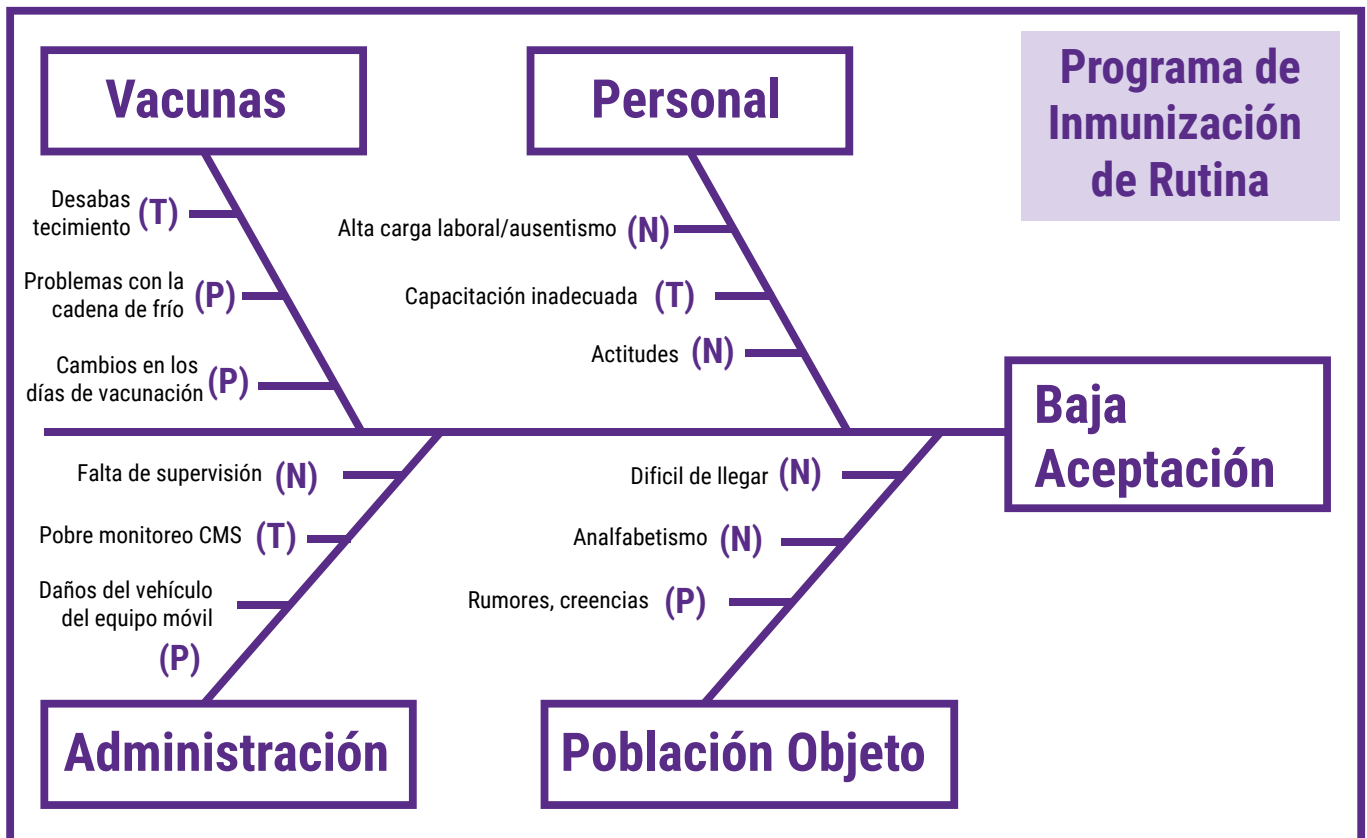 Vacunas
Personal
Programa de
Inmunización
de Rutina
Desabas
tecimiento (T)
Problemas con la
cadena de frío (P)
Cambios en los
días de vacunación (P)
Alta carga laboral/ausentismo (N)
Capacitación inadecuada (T)
Actitudes (N)
Baja
Aceptación
Falta de supervisión (N)
Pobre monitoreo CMS (T)
Daños del vehículo
del equipo móvil
(P)
Dificil de llegar (N)
Analfabetismo (N)
Rumores, creencias (P)
Administración
Población Objeto